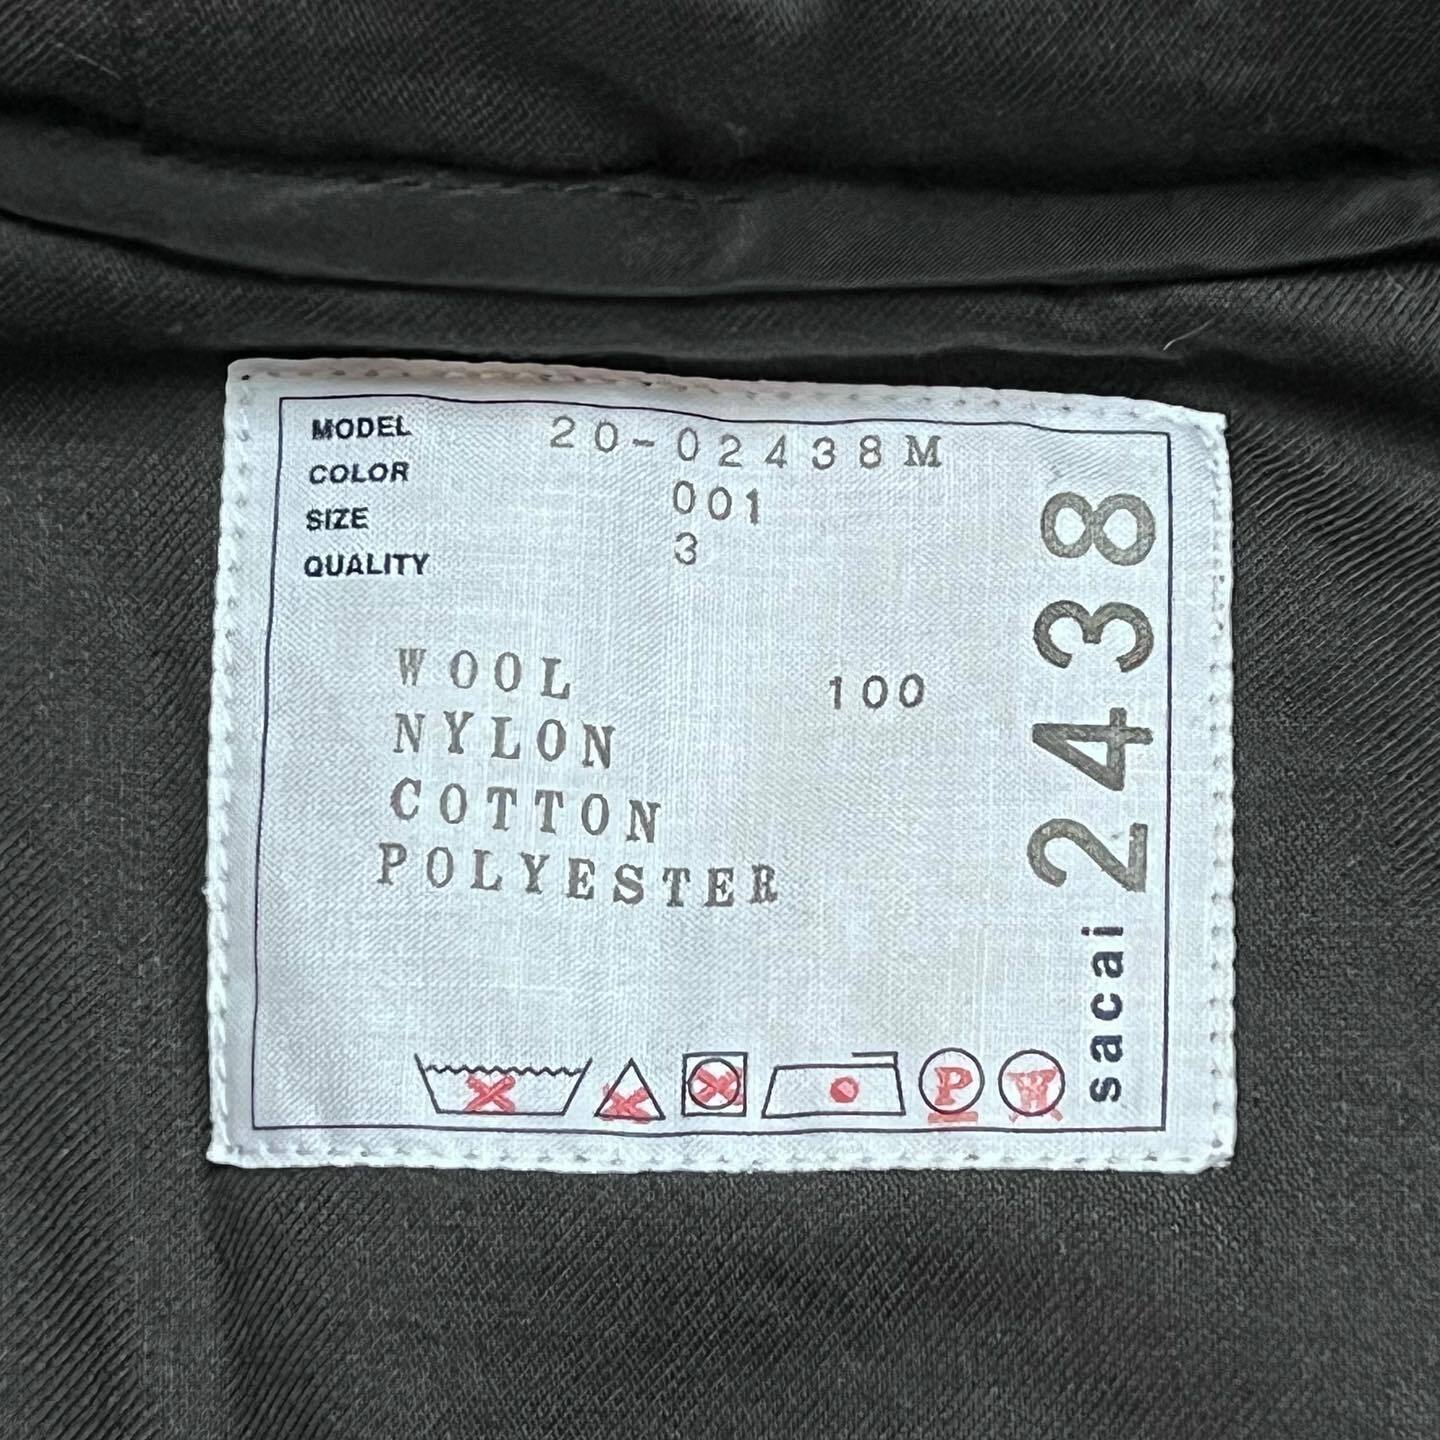 MODEL 20-02438M
COLOR 001
SIZE 3
QUALITY
WOOL 100
NYLON
COTTON
POLYESTER
P W
sacai 2438